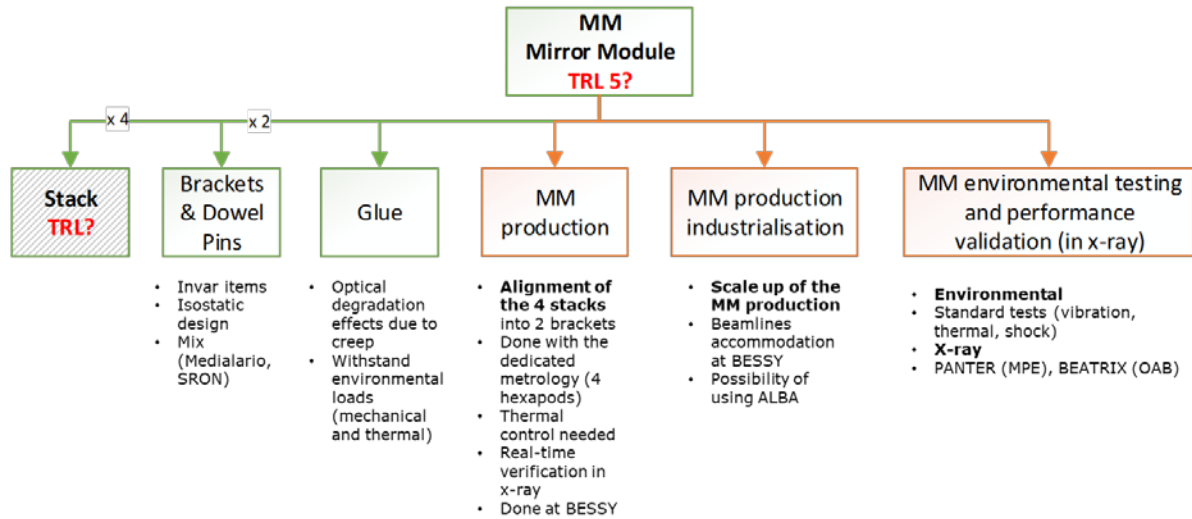 MM
Mirror Module
TRL 5?
x 4
x 2
Stack
TRL?
Brackets
& Dowel
Pins
Glue
MM
production
MM production
industrialisation
MM environmental testing
and performance
validation (in x-ray)
• Invar items
• Isostatic
design
• Mix
(Medialario,
SRON)
• Optical
degradation
effects due to
creep
• Withstand
environmental
loads
(mechanical
and thermal)
• Alignment of
the 4 stacks
into 2 brackets
• Done with the
dedicated
metrology (4
hexapods)
• Thermal
control needed
• Real-time
verification in
x-ray
• Done at BESSY
• Scale up of the
MM production
• Beamlines
accommodation
at BESSY
• Possibility of
using ALBA
• Environmental
• Standard tests (vibration,
thermal, shock)
• X-ray
• PANTER (MPE), BEATRIX (OAB)